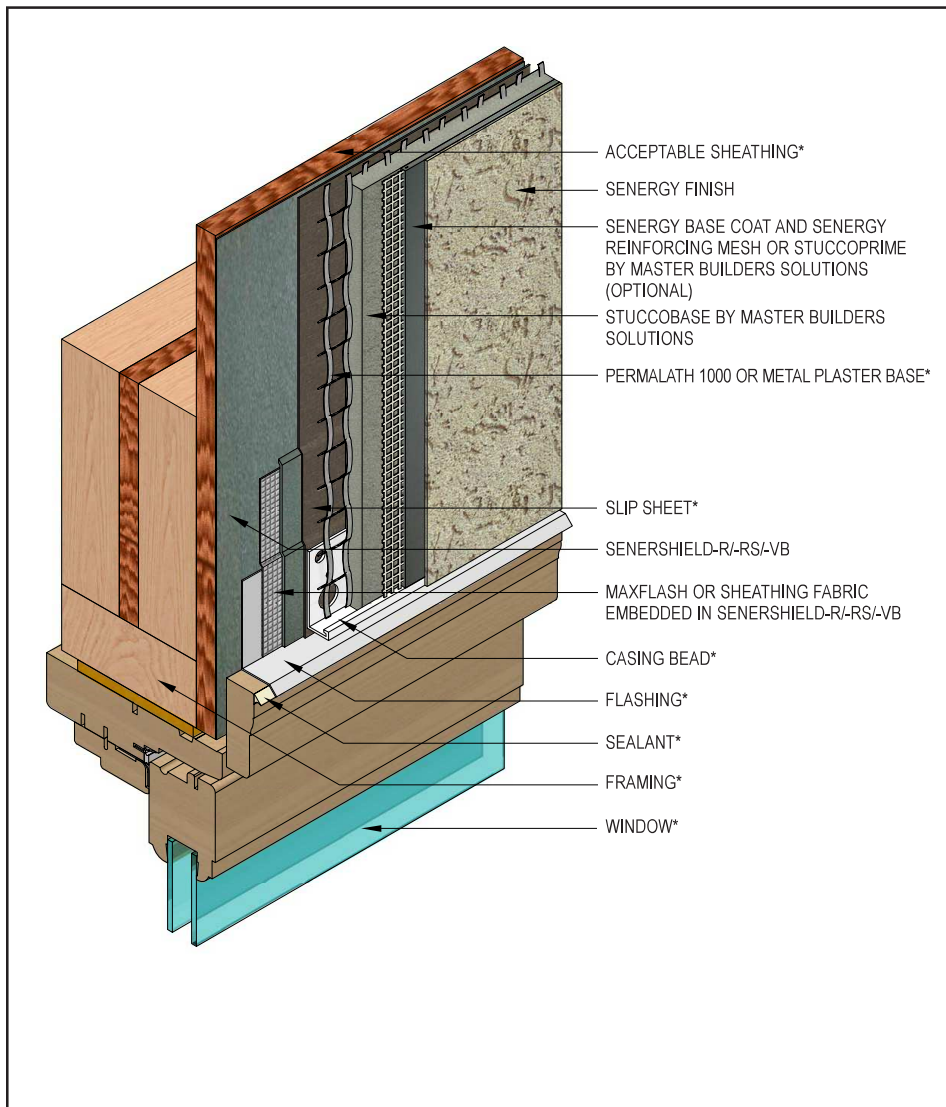 ACCEPTABLE SHEATHING*
SENERGY FINISH
SENERGY BASE COAT AND SENERGY
REINFORCING MESH OR STUCCOPRIME
BY MASTER BUILDERS SOLUTIONS
(OPTIONAL)
STUCCOBASE BY MASTER BUILDERS
SOLUTIONS
PERMALATH 1000 OR METAL PLASTER BASE*
SLIP SHEET*
SENERSHIELD-R/-RS/-VB
MAXFLASH OR SHEATHING FABRIC
EMBEDDED IN SENERSHIELD-R/-RS/-VB
CASING BEAD*
FLASHING*
SEALANT*
FRAMING*
WINDOW*